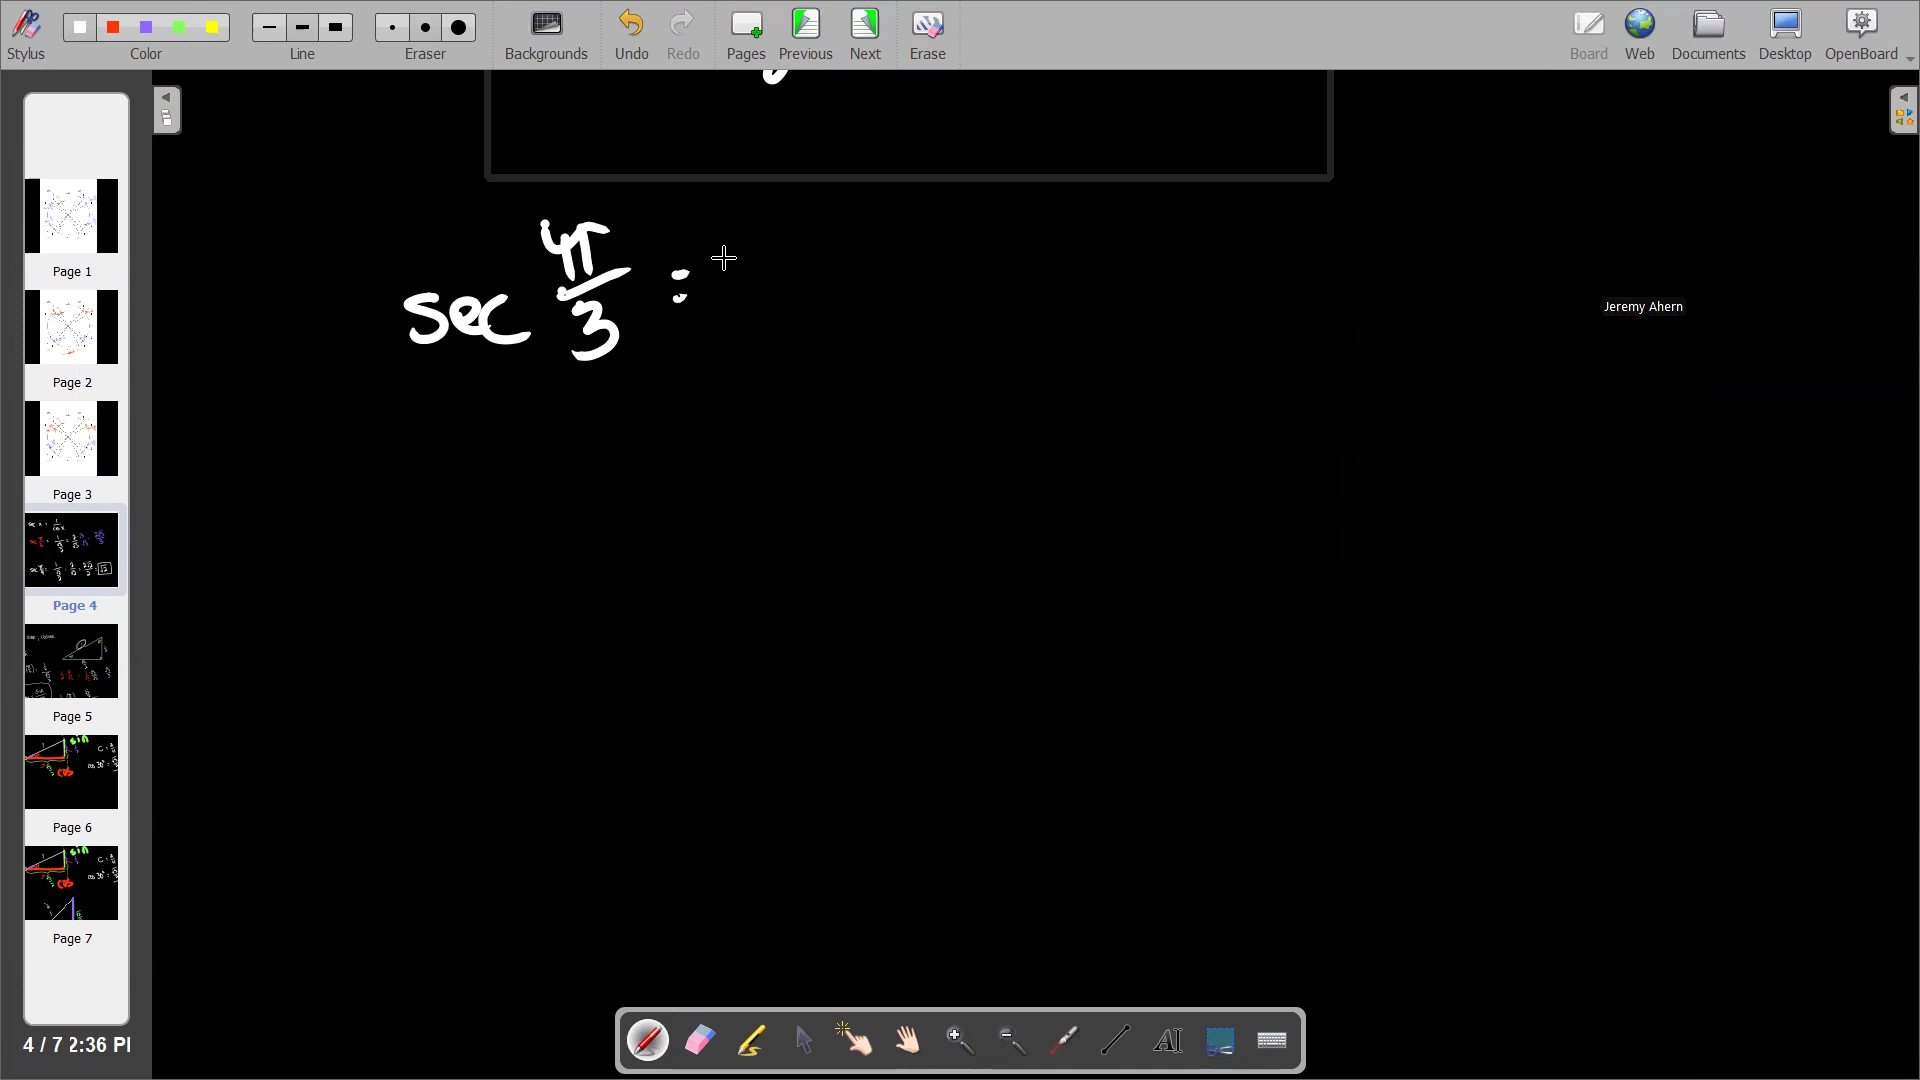 Stylus Color Line Eraser Backgrounds Undo Redo Pages Previous Next Erase Board Web Documents Desktop OpenBoard
Page 1
Page 2
Page 3
Page 4
Page 5
Page 6
Page 7
4 / 7 2:36 P
sec 4π/3 =
Jeremy Ahern